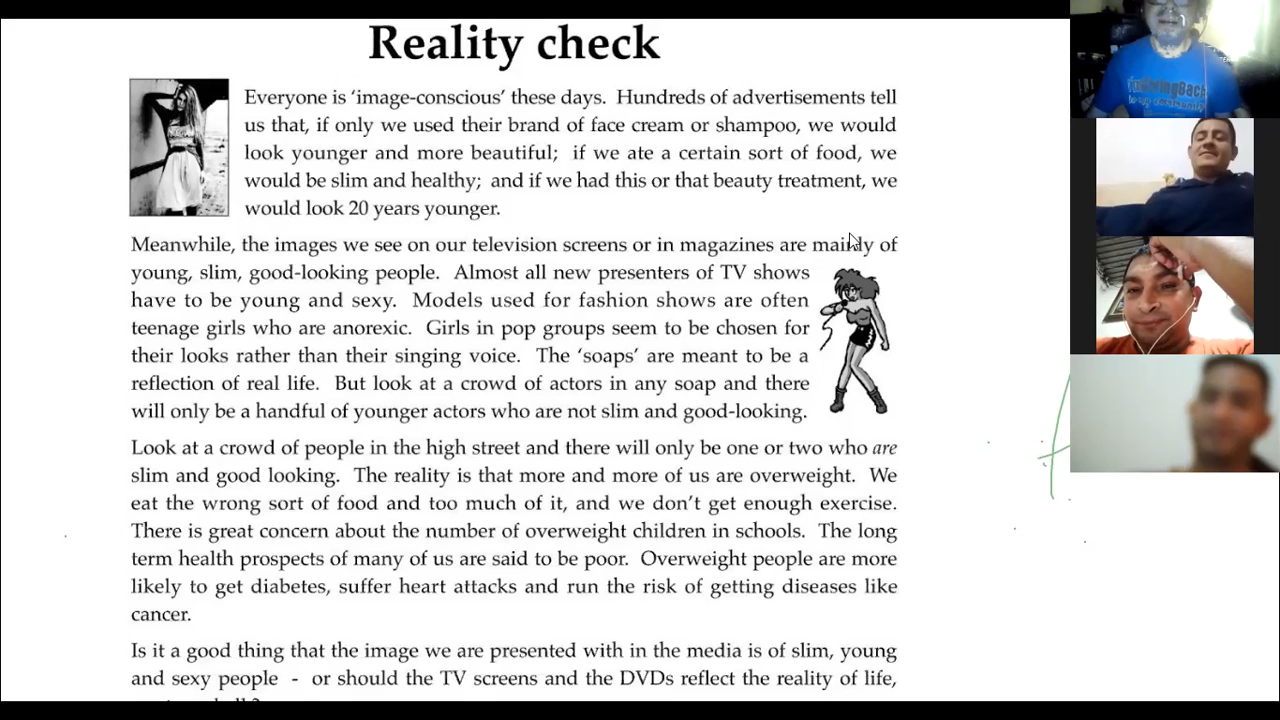 Reality check
Everyone is ‘image-conscious’ these days. Hundreds of advertisements tell
us that, if only we used their brand of face cream or shampoo, we would
look younger and more beautiful; if we ate a certain sort of food, we
would be slim and healthy; and if we had this or that beauty treatment, we
would look 20 years younger.
Meanwhile, the images we see on our television screens or in magazines are mainly of
young, slim, good-looking people. Almost all new presenters of TV shows
have to be young and sexy. Models used for fashion shows are often
teenage girls who are anorexic. Girls in pop groups seem to be chosen for
their looks rather than their singing voice. The ‘soaps’ are meant to be a
reflection of real life. But look at a crowd of actors in any soap and there
will only be a handful of younger actors who are not slim and good-looking.
Look at a crowd of people in the high street and there will only be one or two who are
slim and good looking. The reality is that more and more of us are overweight. We
eat the wrong sort of food and too much of it, and we don’t get enough exercise.
There is great concern about the number of overweight children in schools. The long
term health prospects of many of us are said to be poor. Overweight people are more
likely to get diabetes, suffer heart attacks and run the risk of getting diseases like
cancer.
Is it a good thing that the image we are presented with in the media is of slim, young
and sexy people - or should the TV screens and the DVDs reflect the reality of life,